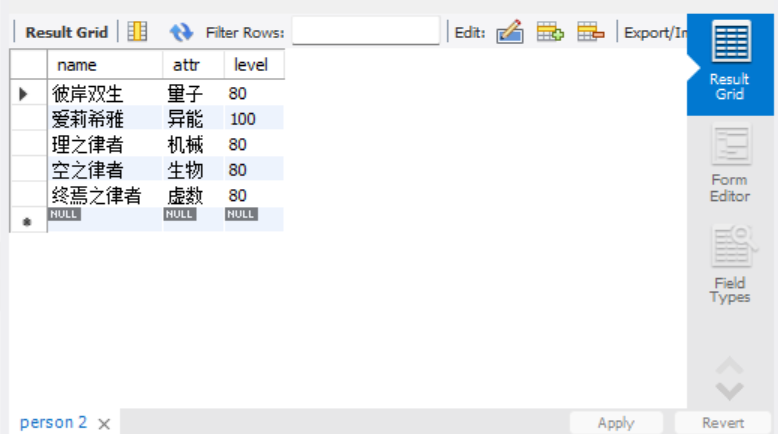 Result Grid Filter Rows: Edit: Export/Im
name attr level
彼岸双生 量子 80
爱莉希雅 异能 100
理之律者 机械 80
空之律者 生物 80
终焉之律者 虚数 80
NULL NULL NULL
Result
Grid
Form
Editor
Field
Types
person 2 Apply Revert